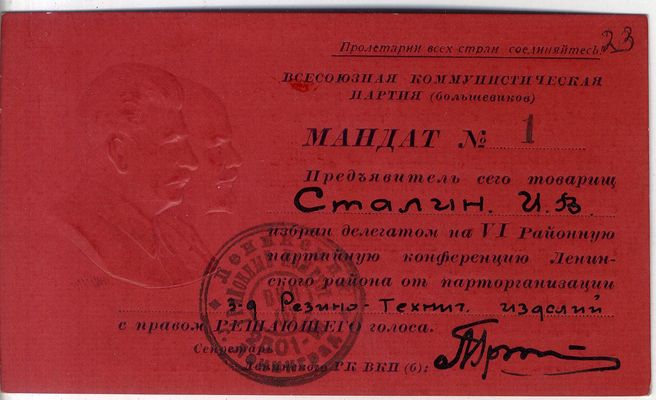 23
Пролетарии всех стран соединяйтесь
ВСЕСОЮЗНАЯ КОММУНИСТИЧЕСКАЯ
ПАРТИЯ (большевиков)
МАНДАТ № 1
Предъявитель сего товарищ
Сталин. И.В.
избран делегатом на VI Районную
партийную конференцию Ленин-
ского района от парторганизации
з-д Резино-Технич. изделий
с правом РЕШАЮЩЕГО голоса.
Секретарь
Ленинского РК ВКП (б):